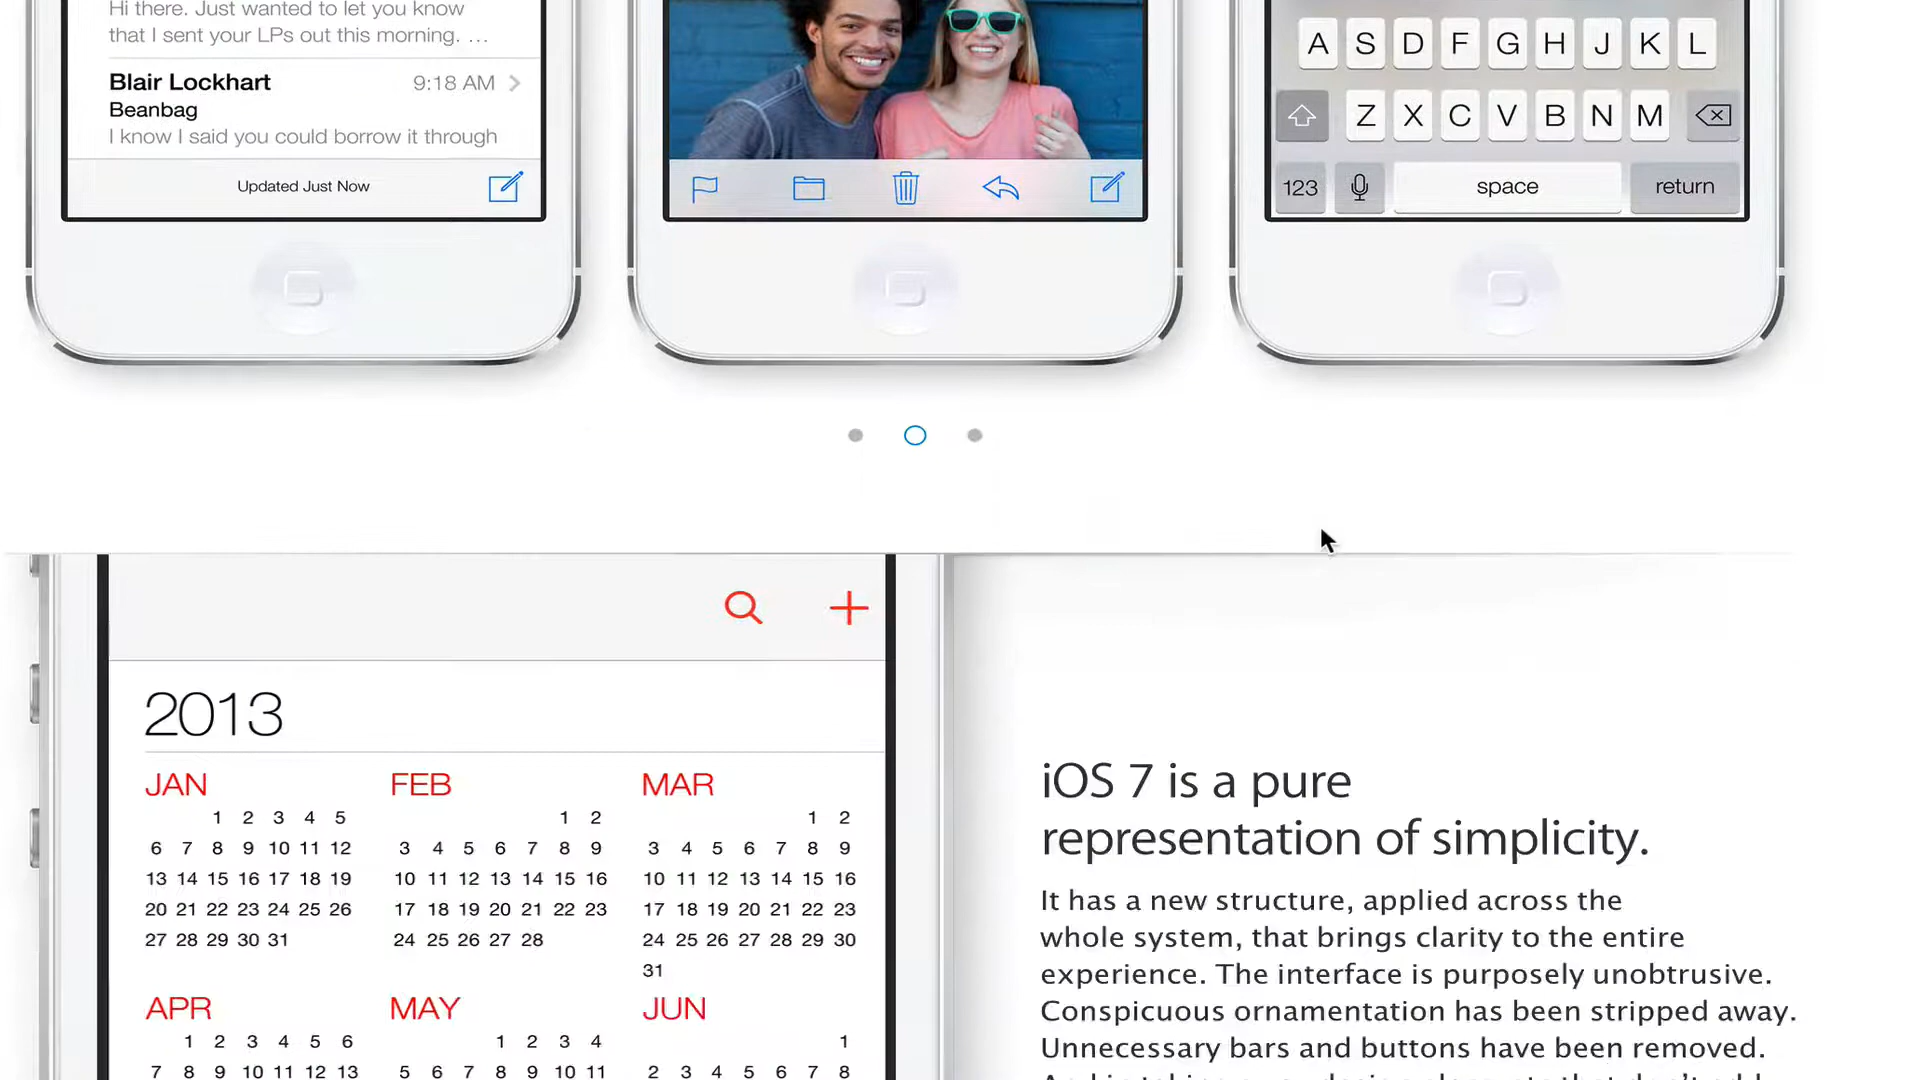 Hi there. Just wanted to let you know
that I sent your LPs out this morning. …
Blair Lockhart 9:18 AM
Beanbag
I know I said you could borrow it through
Updated Just Now
A S D F G H J K L
Z X C V B N M
123 space return
2013
JAN FEB MAR
1 2 3 4 5 1 2 1 2
6 7 8 9 10 11 12 3 4 5 6 7 8 9 3 4 5 6 7 8 9
13 14 15 16 17 18 19 10 11 12 13 14 15 16 10 11 12 13 14 15 16
20 21 22 23 24 25 26 17 18 19 20 21 22 23 17 18 19 20 21 22 23
27 28 29 30 31 24 25 26 27 28 24 25 26 27 28 29 30
31
APR MAY JUN
1 2 3 4 5 6 1 2 3 4 1
7 8 9 10 11 12 13 5 6 7 8 9 10 11 2 3 4 5 6 7 8
iOS 7 is a pure
representation of simplicity.
It has a new structure, applied across the
whole system, that brings clarity to the entire
experience. The interface is purposely unobtrusive.
Conspicuous ornamentation has been stripped away.
Unnecessary bars and buttons have been removed.